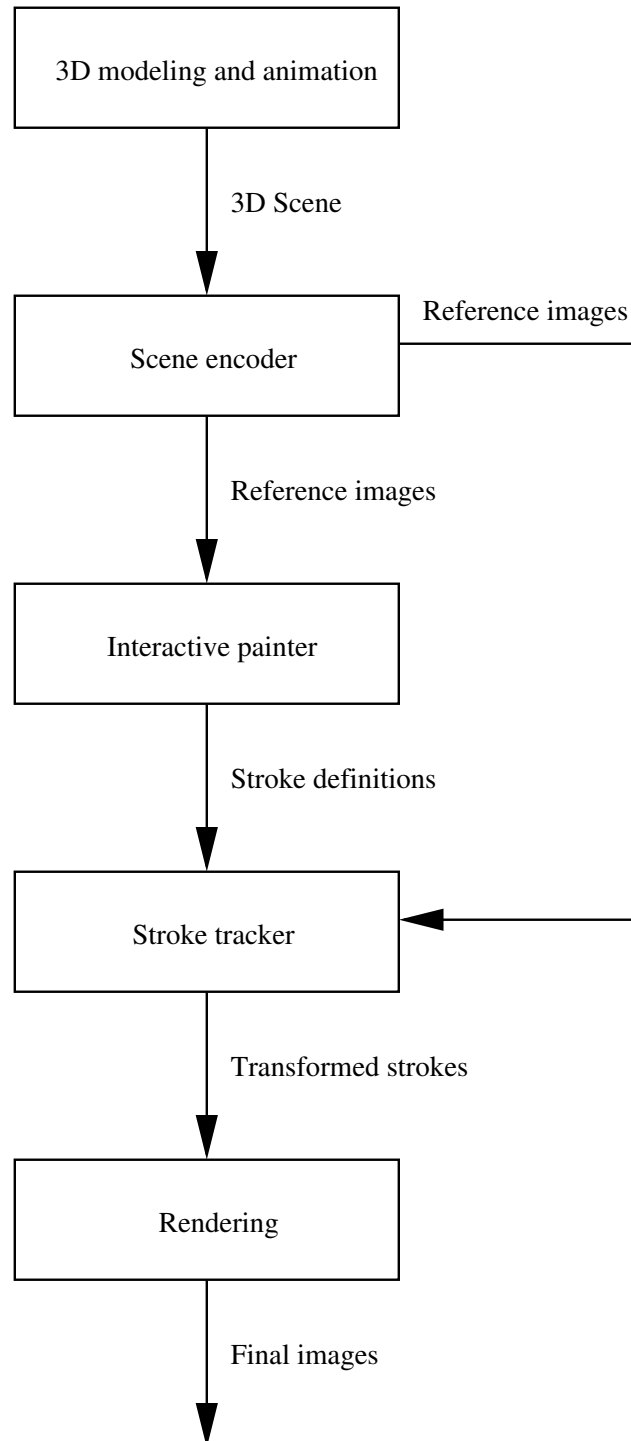 3D modeling and animation
3D Scene
Reference images
Scene encoder
Reference images
Interactive painter
Stroke definitions
Stroke tracker
Transformed strokes
Rendering
Final images